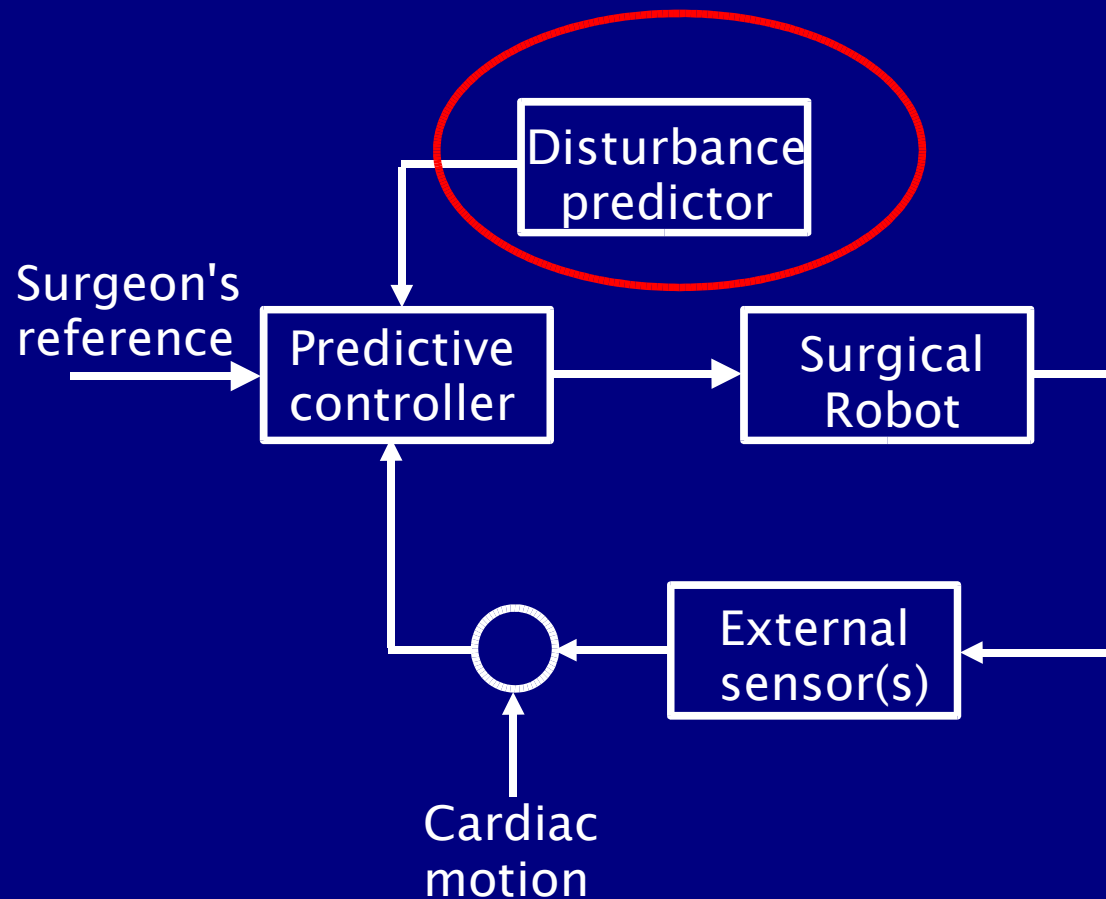 Disturbance
predictor
Surgeon's
reference
Predictive
controller
Surgical
Robot
External
sensor(s)
Cardiac
motion